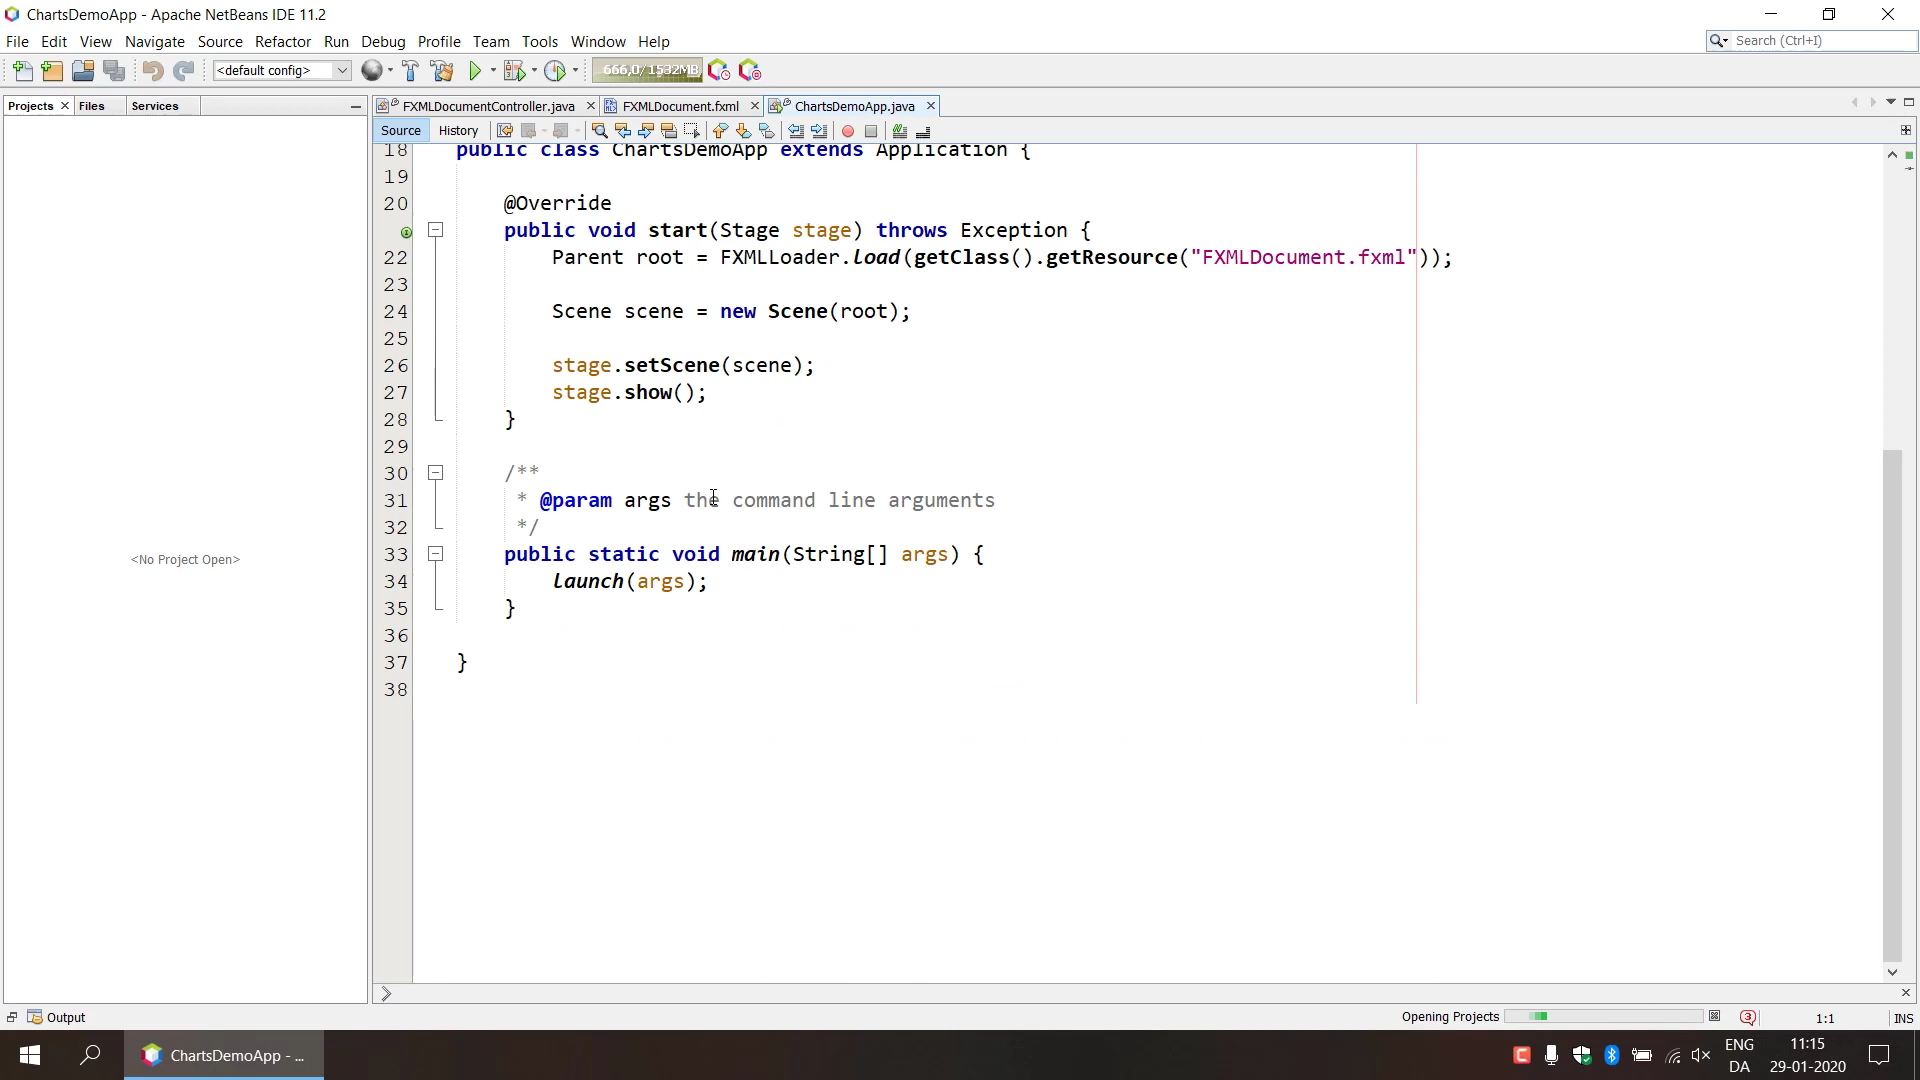 ChartsDemoApp - Apache NetBeans IDE 11.2
File Edit View Navigate Source Refactor Run Debug Profile Team Tools Window Help
Search (Ctrl+I)
<default config>
666,0/1532MB
Projects Files Services
FXMLDocumentController.java FXMLDocument.fxml ChartsDemoApp.java
Source History
18 public class ChartsDemoApp extends Application {
19
20 @Override
public void start(Stage stage) throws Exception {
22 Parent root = FXMLLoader.load(getClass().getResource("FXMLDocument.fxml"));
23
24 Scene scene = new Scene(root);
25
26 stage.setScene(scene);
27 stage.show();
28 }
29
30 /**
31 * @param args the command line arguments
32 */
33 public static void main(String[] args) {
34 launch(args);
35 }
36
37 }
38
<No Project Open>
Output
Opening Projects
3
1:1
INS
ChartsDemoApp - ...
ENG
DA
11:15
29-01-2020